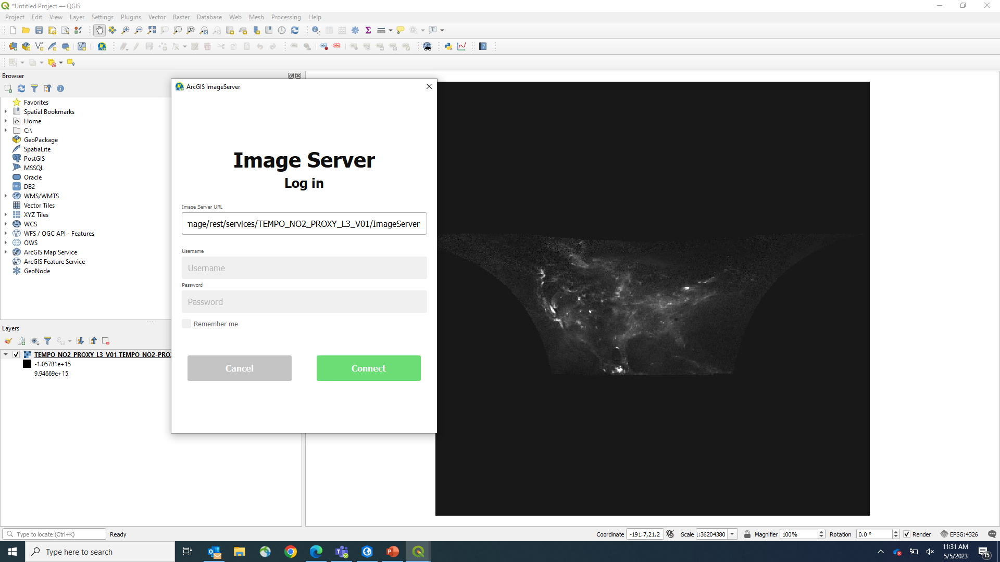 *Untitled Project — QGIS
Project Edit View Layer Settings Plugins Vector Raster Database Web Mesh Processing Help
Browser
Favorites
Spatial Bookmarks
Home
C:\
GeoPackage
SpatiaLite
PostGIS
MSSQL
Oracle
DB2
WMS/WMTS
Vector Tiles
XYZ Tiles
WCS
WFS / OGC API - Features
OWS
ArcGIS Map Service
ArcGIS Feature Service
GeoNode
Layers
TEMPO_NO2_PROXY_L3_V01 TEMPO_NO2-PRO
-1.05781e+15
9.94669e+15
ArcGIS ImageServer
Image Server
Log in
Image Server URL
mage/rest/services/TEMPO_NO2_PROXY_L3_V01/ImageServer
Username
Username
Password
Password
Remember me
Cancel Connect
Type to locate (Ctrl+K) Ready Coordinate -191.7,21.2 Scale 1:36204380 Magnifier 100% Rotation 0.0 ° Render EPSG:4326
Type here to search
11:31 AM
5/5/2023
15